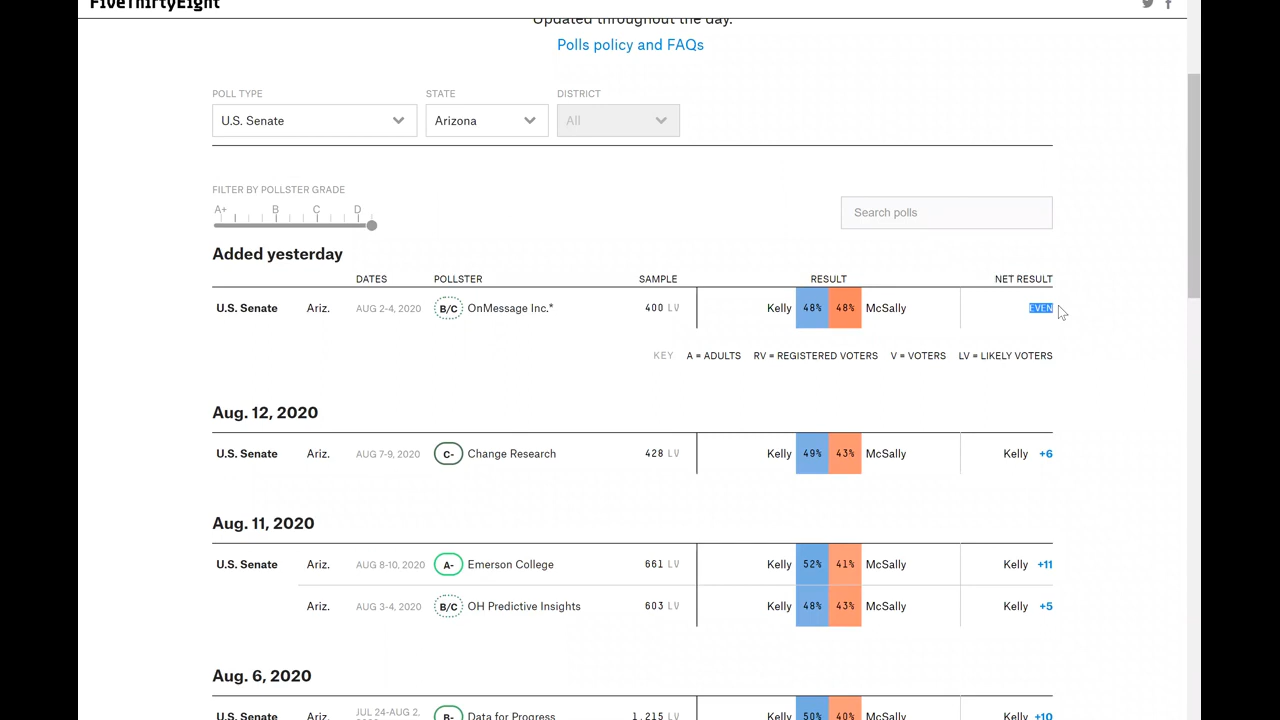 FiveThirtyEight
Updated throughout the day.
Polls policy and FAQs
POLL TYPE STATE DISTRICT
U.S. Senate Arizona All
FILTER BY POLLSTER GRADE
A+ B C D
Search polls
Added yesterday
DATES POLLSTER SAMPLE RESULT NET RESULT
U.S. Senate Ariz. AUG 2-4, 2020 B/C OnMessage Inc.* 400 LV Kelly 48% 48% McSally EVEN
KEY A = ADULTS RV = REGISTERED VOTERS V = VOTERS LV = LIKELY VOTERS
Aug. 12, 2020
U.S. Senate Ariz. AUG 7-9, 2020 C- Change Research 428 LV Kelly 49% 43% McSally Kelly +6
Aug. 11, 2020
U.S. Senate Ariz. AUG 8-10, 2020 A- Emerson College 661 LV Kelly 52% 41% McSally Kelly +11
Ariz. AUG 3-4, 2020 B/C OH Predictive Insights 603 LV Kelly 48% 43% McSally Kelly +5
Aug. 6, 2020
U.S. Senate Ariz. JUL 24-AUG 2, 2020 B- Data for Progress 1,215 LV Kelly 50% 40% McSally Kelly +10